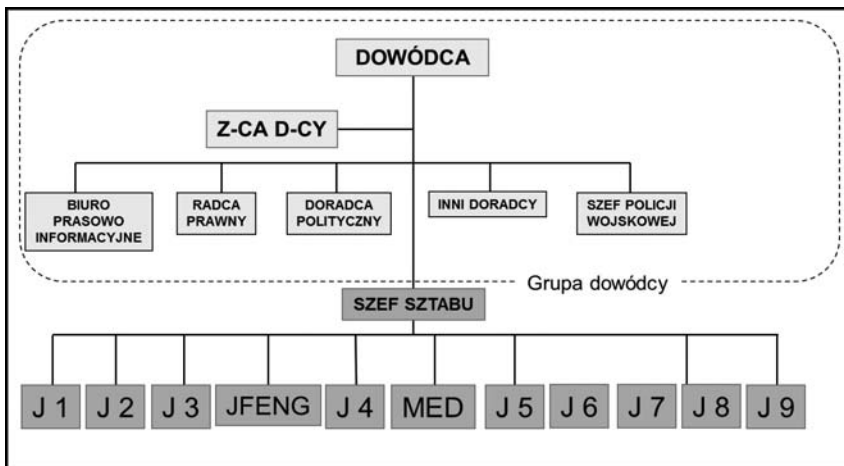 DOWÓDCA
Z-CA D-CY
BIURO
PRASOWO
INFORMACYJNE
RADCA
PRAWNY
DORADCA
POLITYCZNY
INNI DORADCY
SZEF POLICJI
WOJSKOWEJ
Grupa dowódcy
SZEF SZTABU
J 1
J 2
J 3
JFENG
J 4
MED
J 5
J 6
J 7
J 8
J 9